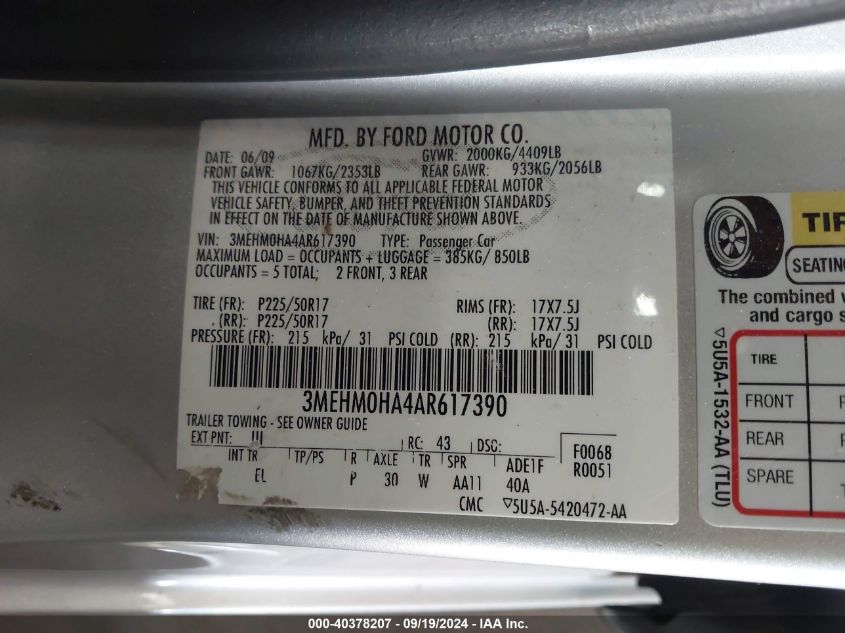 MFD. BY FORD MOTOR CO.
DATE: 06/09 GVWR: 2000KG/4409LB
FRONT GAWR: 1067KG/2353LB REAR GAWR: 933KG/2056LB
THIS VEHICLE CONFORMS TO ALL APPLICABLE FEDERAL MOTOR
VEHICLE SAFETY, BUMPER, AND THEFT PREVENTION STANDARDS
IN EFFECT ON THE DATE OF MANUFACTURE SHOWN ABOVE.
VIN: 3MEHM0HA4AR617390 TYPE: Passenger Car
MAXIMUM LOAD = OCCUPANTS + LUGGAGE = 385KG/ 850LB
OCCUPANTS = 5 TOTAL; 2 FRONT, 3 REAR
TIRE (FR): P225/50R17 RIMS (FR): 17X7.5J
(RR): P225/50R17 (RR): 17X7.5J
PRESSURE (FR): 215 kPa/ 31 PSI COLD (RR): 215 kPa/ 31 PSI COLD
3MEHM0HA4AR617390
TRAILER TOWING - SEE OWNER GUIDE
EXT PNT: UI RC: 43 DSO: F0068
INT TR TP/PS R AXLE TR SPR ADE1F R0051
EL P 30 W AA11 40A
CMC 5U5A-5420472-AA
TIR
SEATING
The combined
and cargo s
TIRE
FRONT
REAR
SPARE
5U5A-1532-AA (TLU)
000-40378207 - 09/19/2024 - IAA Inc.